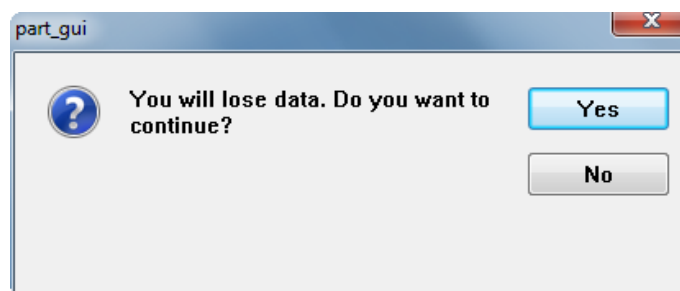 part_gui
You will lose data. Do you want to
continue?
Yes
No